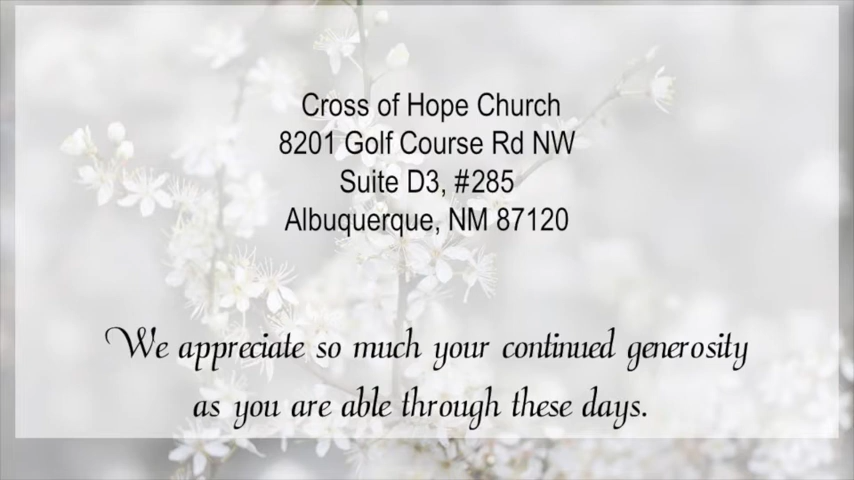 Cross of Hope Church
8201 Golf Course Rd NW
Suite D3, #285
Albuquerque, NM 87120
We appreciate so much your continued generosity
as you are able through these days.